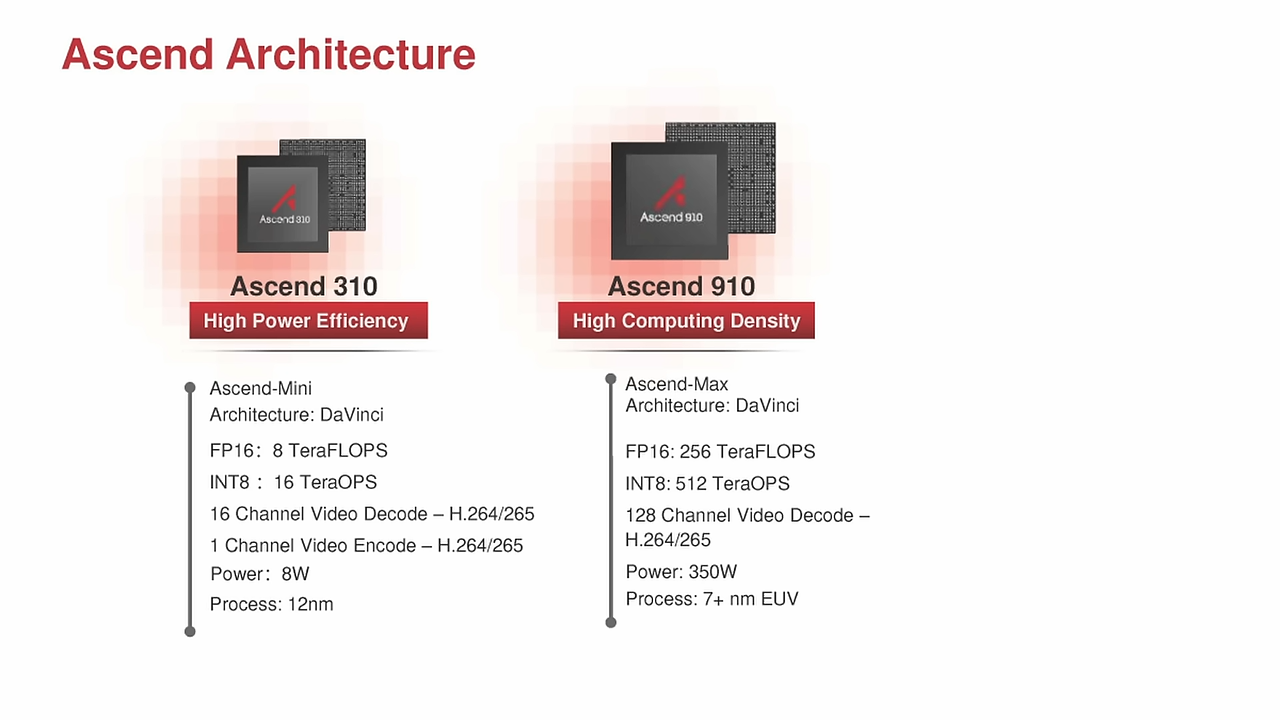 Ascend Architecture
Ascend 310
Ascend 910
Ascend 310
High Power Efficiency
Ascend-Mini
Architecture: DaVinci
FP16： 8 TeraFLOPS
INT8 ： 16 TeraOPS
16 Channel Video Decode – H.264/265
1 Channel Video Encode – H.264/265
Power： 8W
Process: 12nm
Ascend 910
High Computing Density
Ascend-Max
Architecture: DaVinci
FP16: 256 TeraFLOPS
INT8: 512 TeraOPS
128 Channel Video Decode –
H.264/265
Power: 350W
Process: 7+ nm EUV